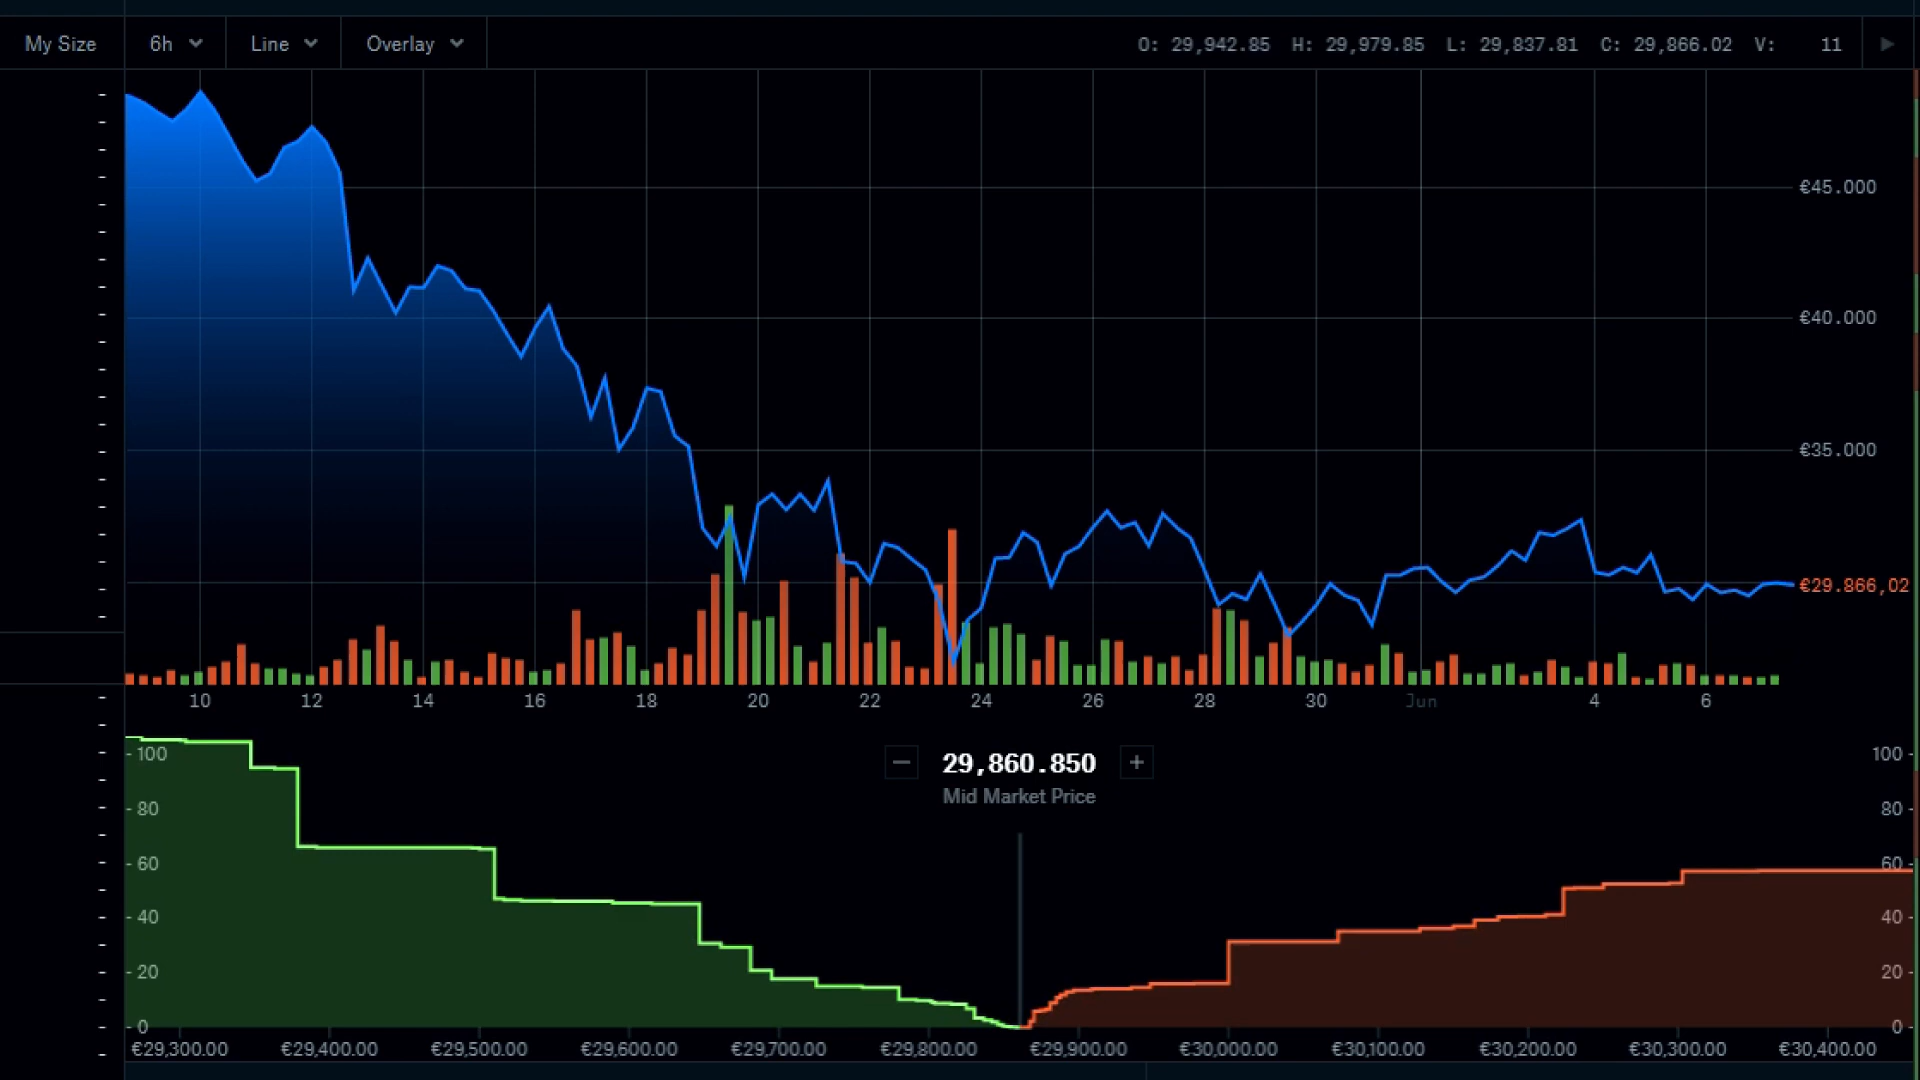 My Size 6h Line Overlay O: 29,942.85 H: 29,979.85 L: 29,837.81 C: 29,866.02 V: 11
€45.000
€40.000
€35.000
€29.866,02
10 12 14 16 18 20 22 24 26 28 30 Jun 4 6
29,860.850
Mid Market Price
100 100
80 80
60 60
40 40
20 20
0 0
€29,300.00 €29,400.00 €29,500.00 €29,600.00 €29,700.00 €29,800.00 €29,900.00 €30,000.00 €30,100.00 €30,200.00 €30,300.00 €30,400.00